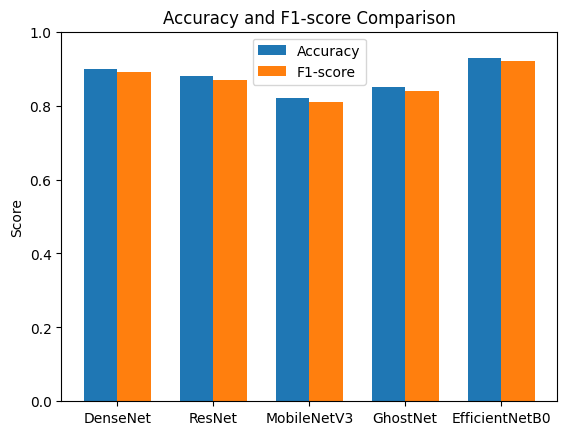 Accuracy and F1-score Comparison
Accuracy
F1-score
Score
1.0
0.8
0.6
0.4
0.2
0.0
DenseNet
ResNet
MobileNetV3
GhostNet
EfficientNetB0